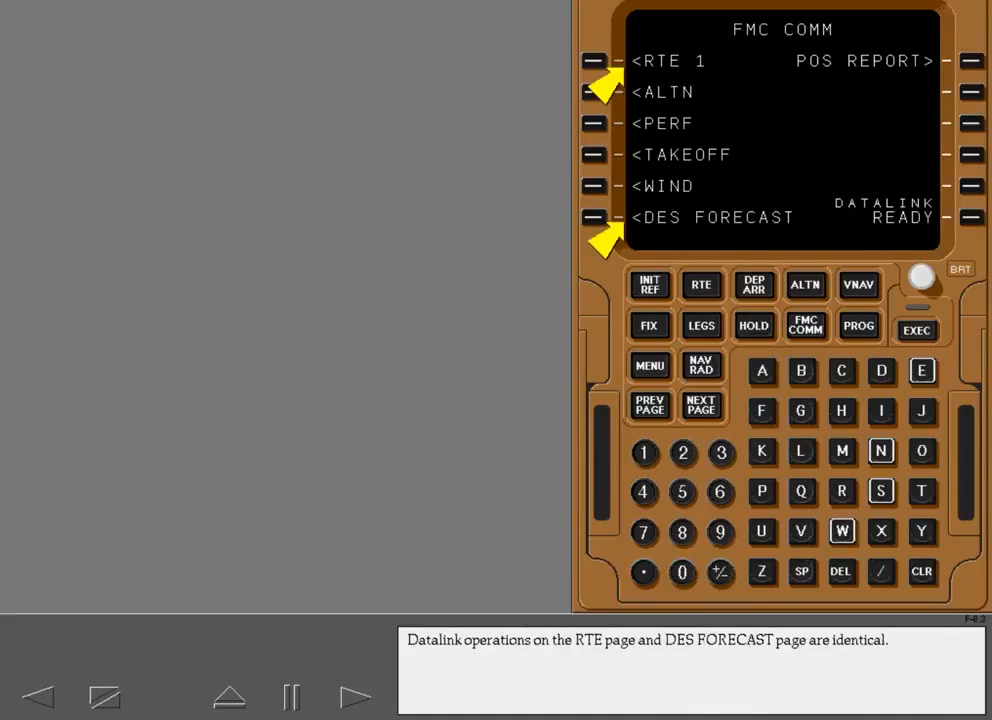 FMC COMM
<RTE 1 POS REPORT>
<ALTN
<PERF
<TAKEOFF
<WIND
DATALINK
<DES FORECAST READY
BRT
INIT REF RTE DEP ARR ALTN VNAV
FIX LEGS HOLD FMC COMM PROG EXEC
MENU NAV RAD
A B C D E
PREV PAGE NEXT PAGE
F G H I J
1 2 3 K L M N O
4 5 6 P Q R S T
7 8 9 U V W X Y
. 0 +/- Z SP DEL / CLR
F-8.3
Datalink operations on the RTE page and DES FORECAST page are identical.